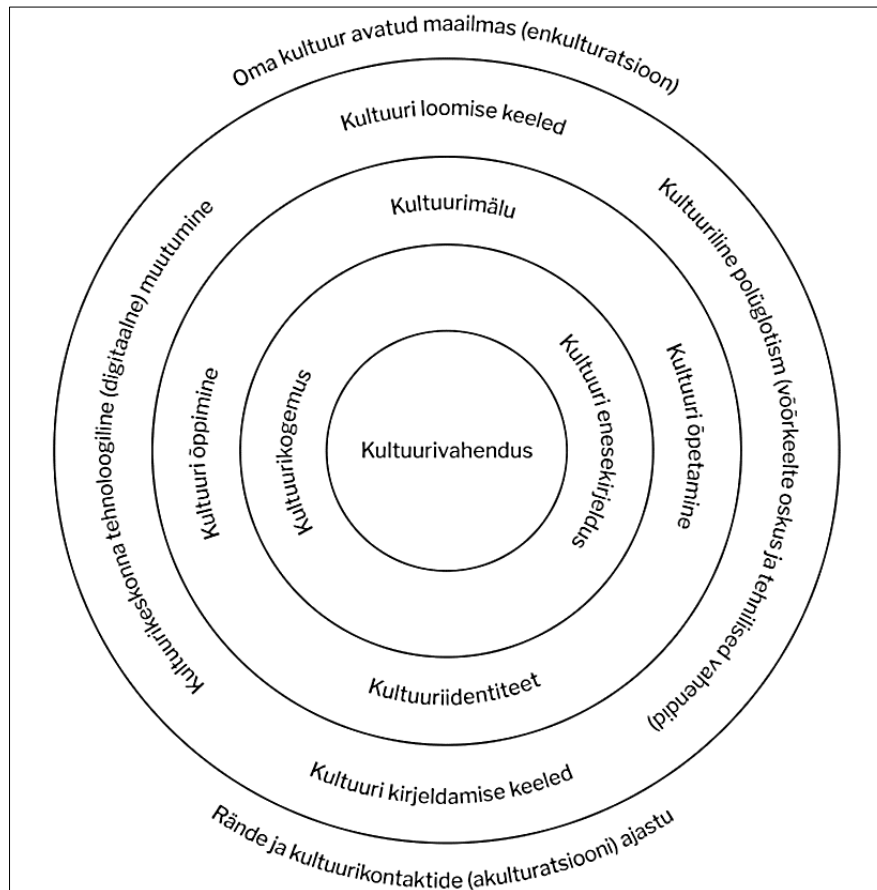 Oma kultuur avatud maailmas (enkulturatsioon)
Kultuuri loomise keeled
Kultuuriline polüglotism (võõrkeelte oskus ja tehnilised vahendid)
Kultuurimälu
Kultuurikeskonna tehnoloogiline (digitaalne) muutumine
Kultuuri õppimine
Kultuurikogemus
Kultuurivahendus
Kultuuri enesekirjeldus
Kultuuri õpetamine
Kultuuriidentiteet
Kultuuri kirjeldamise keeled
Rände ja kultuurikontaktide (akulturatsiooni) ajastu